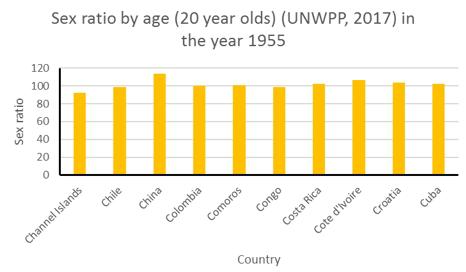 Sex ratio by age (20 year olds) (UNWPP, 2017) in
the year 1955
120
100
80
60
40
20
0
Sex ratio
Channel Islands
Chile
China
Colombia
Comoros
Congo
Costa Rica
Cote d'Ivoire
Croatia
Cuba
Country